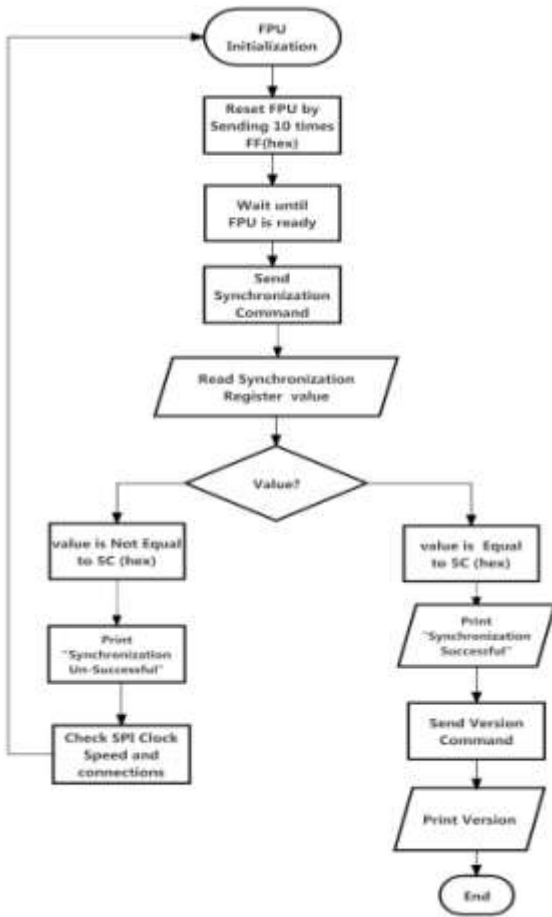 FPU
Initialization
Reset FPU by
Sending 10 times
FF(hex)
Wait until
FPU is ready
Send
Synchronization
Command
Read Synchronization
Register value
Value?
value is Not Equal
to 5C (hex)
Print
"Synchronization
Un-Successful"
Check SPI Clock
Speed and
connections
value is Equal
to 5C (hex)
Print
"Synchronization
Successful"
Send Version
Command
Print Version
End